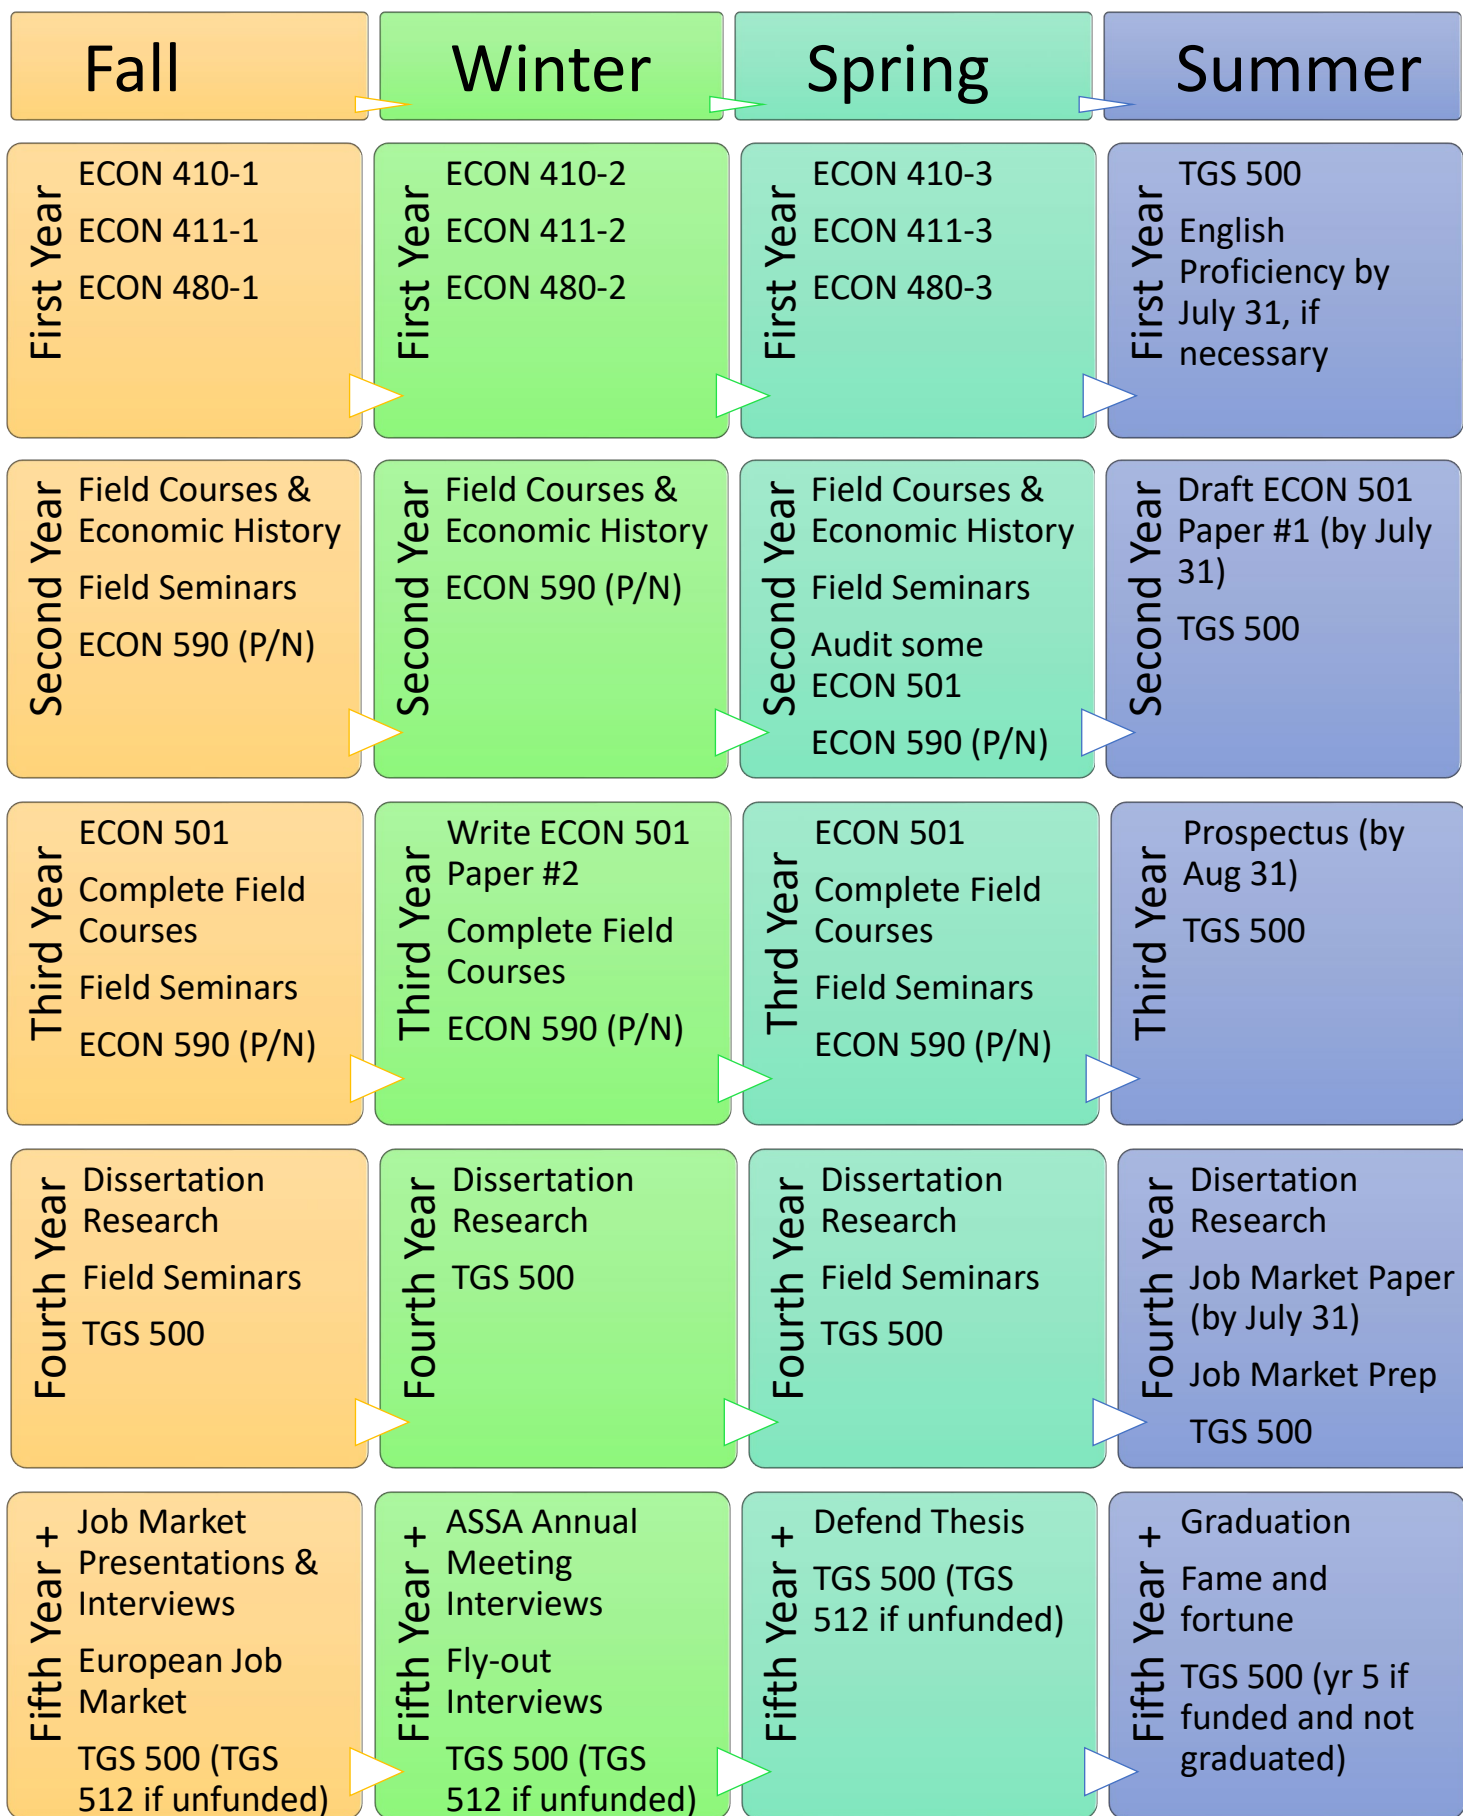 Fall
Winter
Spring
Summer
First Year
ECON 410-1
ECON 411-1
ECON 480-1
First Year
ECON 410-2
ECON 411-2
ECON 480-2
First Year
ECON 410-3
ECON 411-3
ECON 480-3
First Year
TGS 500
English
Proficiency by
July 31, if
necessary
Second Year
Field Courses &
Economic History
Field Seminars
ECON 590 (P/N)
Second Year
Field Courses &
Economic History
ECON 590 (P/N)
Second Year
Field Courses &
Economic History
Field Seminars
Audit some
ECON 501
ECON 590 (P/N)
Second Year
Draft ECON 501
Paper #1 (by July
31)
TGS 500
Third Year
ECON 501
Complete Field
Courses
Field Seminars
ECON 590 (P/N)
Third Year
Write ECON 501
Paper #2
Complete Field
Courses
ECON 590 (P/N)
Thrd Year
ECON 501
Complete Field
Courses
Field Seminars
ECON 590 (P/N)
Third Year
Prospectus (by
Aug 31)
TGS 500
Fourth Year
Dissertation
Research
Field Seminars
TGS 500
Fourth Year
Dissertation
Research
TGS 500
Fourth Year
Dissertation
Research
Field Seminars
TGS 500
Fourth Year
Disertation
Research
Job Market Paper
(by July 31)
Job Market Prep
TGS 500
Fifth Year +
Job Market
Presentations &
Interviews
European Job
Market
TGS 500 (TGS
512 if unfunded)
Fifth Year +
ASSA Annual
Meeting
Interviews
Fly-out
Interviews
TGS 500 (TGS
512 if unfunded)
Fifth Year +
Defend Thesis
TGS 500 (TGS
512 if unfunded)
Fifth Year +
Graduation
Fame and
fortune
TGS 500 (yr 5 if
funded and not
graduated)